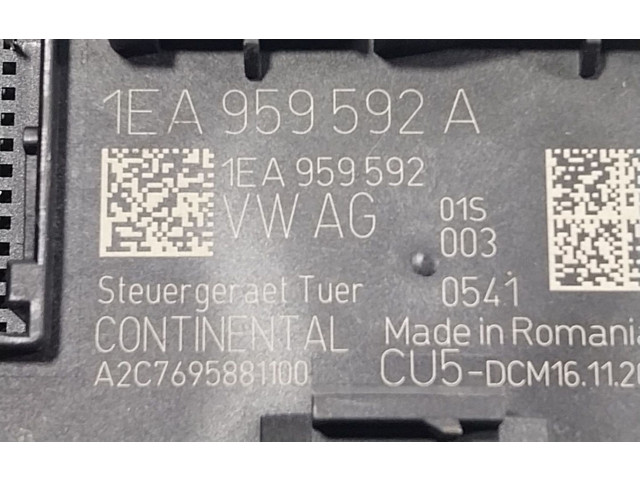 1EA 959 592 A
1EA 959 592
VW AG 01S
003
Steuergeraet Tuer 0541
CONTINENTAL Made in Romania
A2C7695881100 CU5-DCM16.11.20